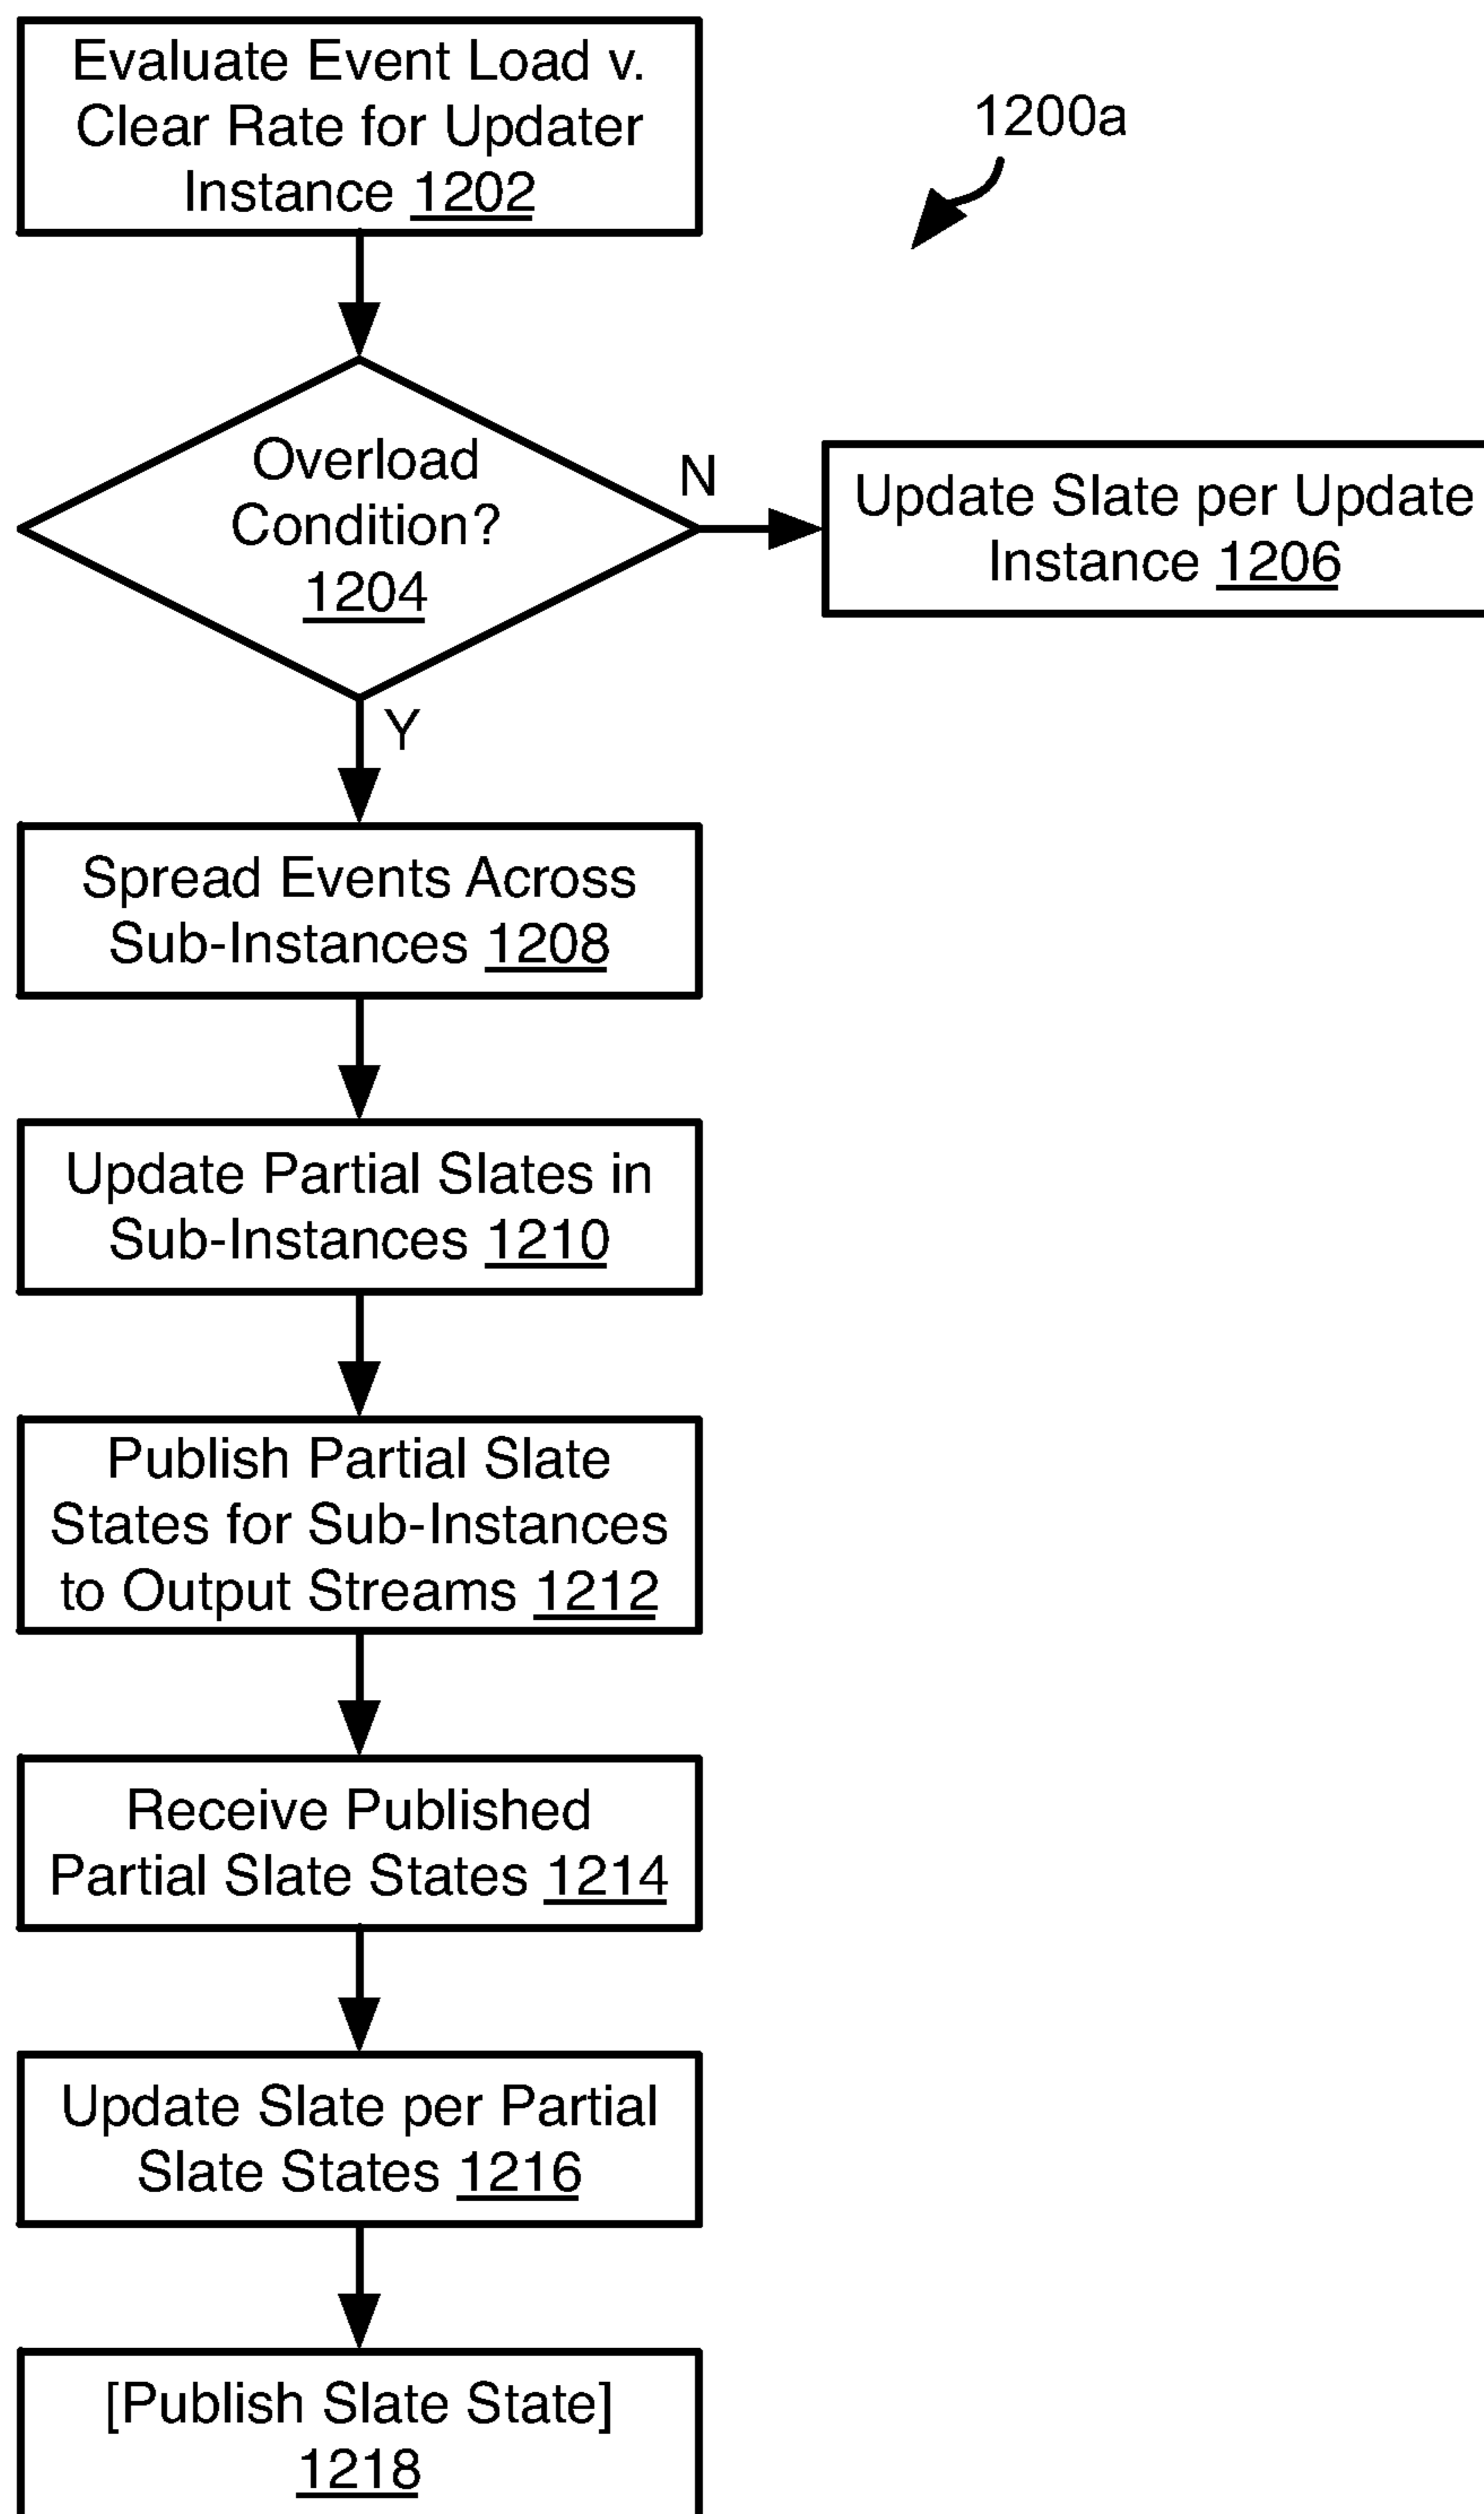 Evaluate Event Load v.
Clear Rate for Updater
Instance 1202
1200a
Overload
Condition?
1204
N
Update Slate per Update
Instance 1206
Y
Spread Events Across
Sub-Instances 1208
Update Partial Slates in
Sub-Instances 1210
Publish Partial Slate
States for Sub-Instances
to Output Streams 1212
Receive Published
Partial Slate States 1214
Update Slate per Partial
Slate States 1216
[Publish Slate State]
1218